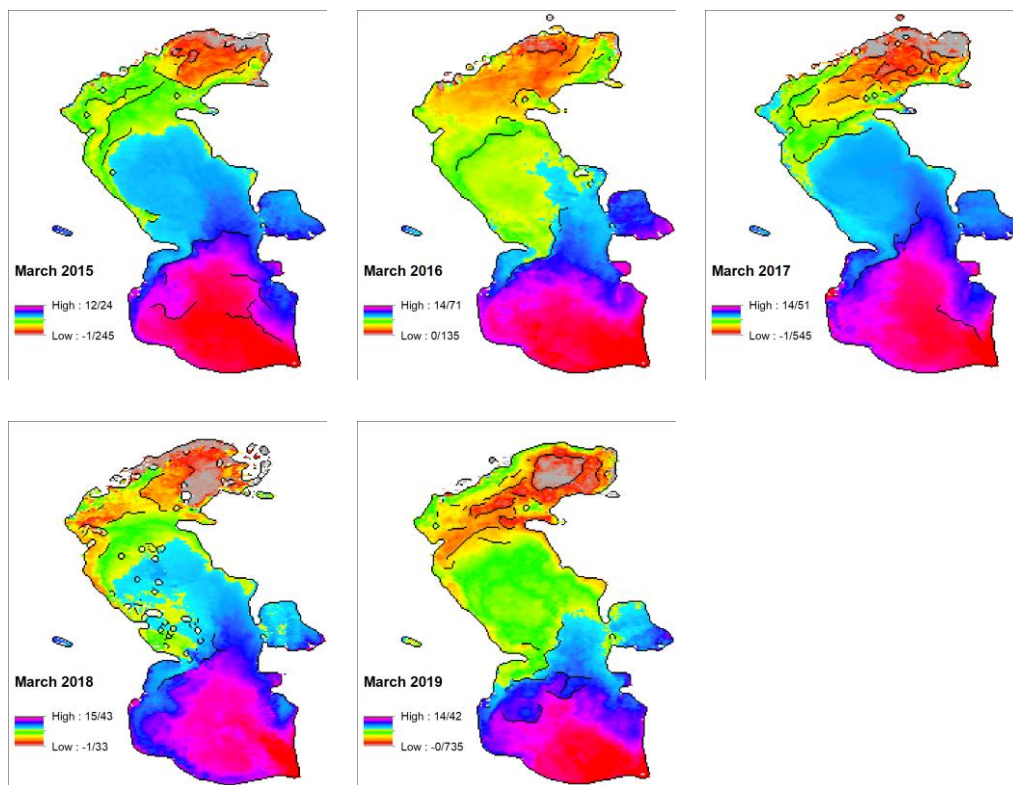 March 2015
High : 12/24
Low : -1/245
March 2016
High : 14/71
Low : 0/135
March 2017
High : 14/51
Low : -1/545
March 2018
High : 15/43
Low : -1/33
March 2019
High : 14/42
Low : -0/735